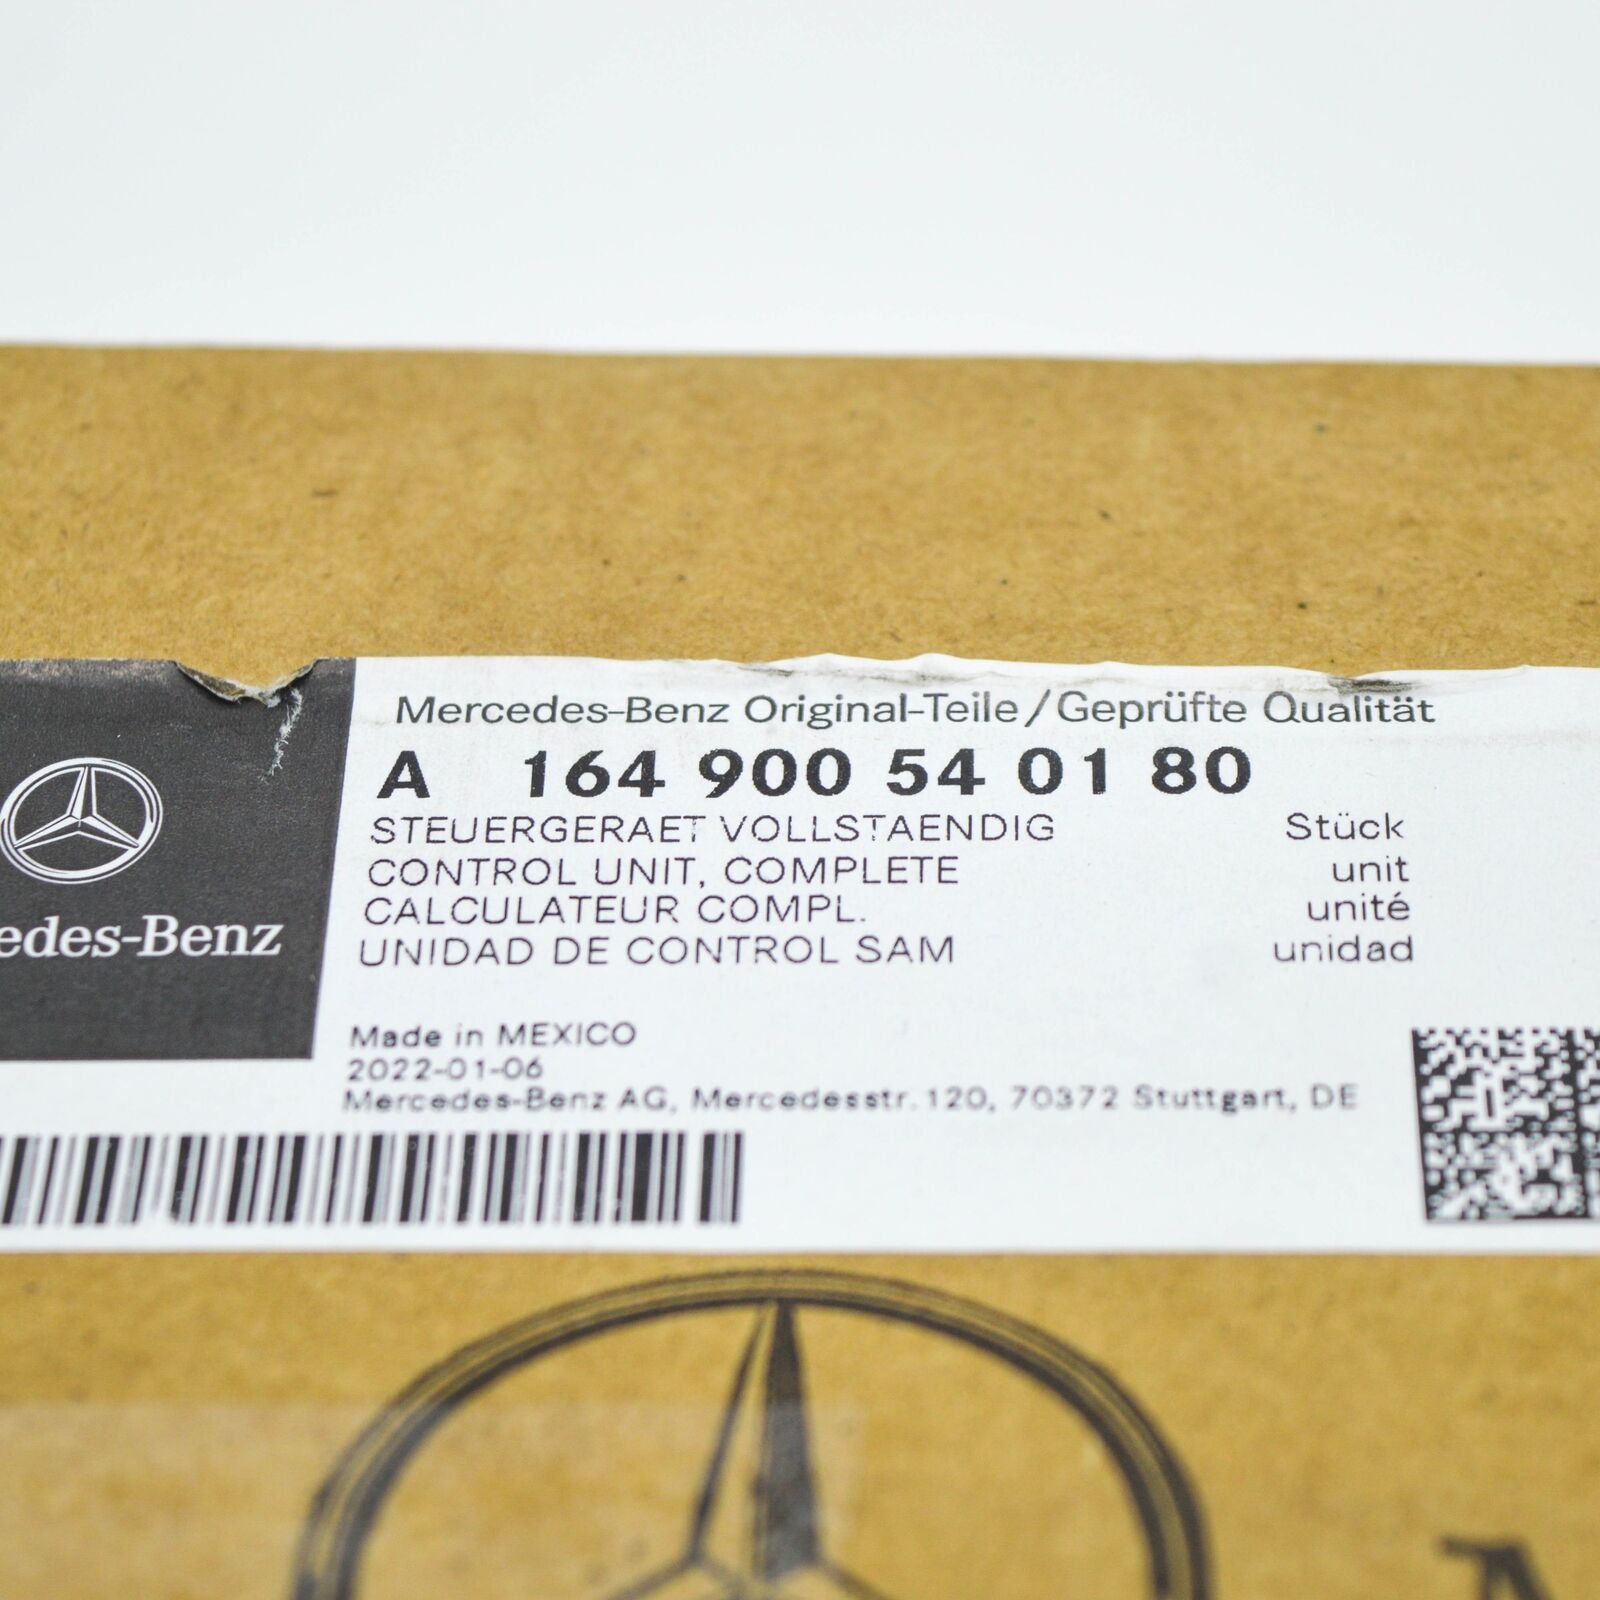 Mercedes-Benz Original-Teile/Geprüfte Qualität
A 164 900 54 01 80
STEUERGERAET VOLLSTAENDIG Stück
CONTROL UNIT, COMPLETE unit
CALCULATEUR COMPL. unité
UNIDAD DE CONTROL SAM unidad
edes-Benz
Made in MEXICO
2022-01-06
Mercedes-Benz AG, Mercedesstr. 120, 70372 Stuttgart, DE